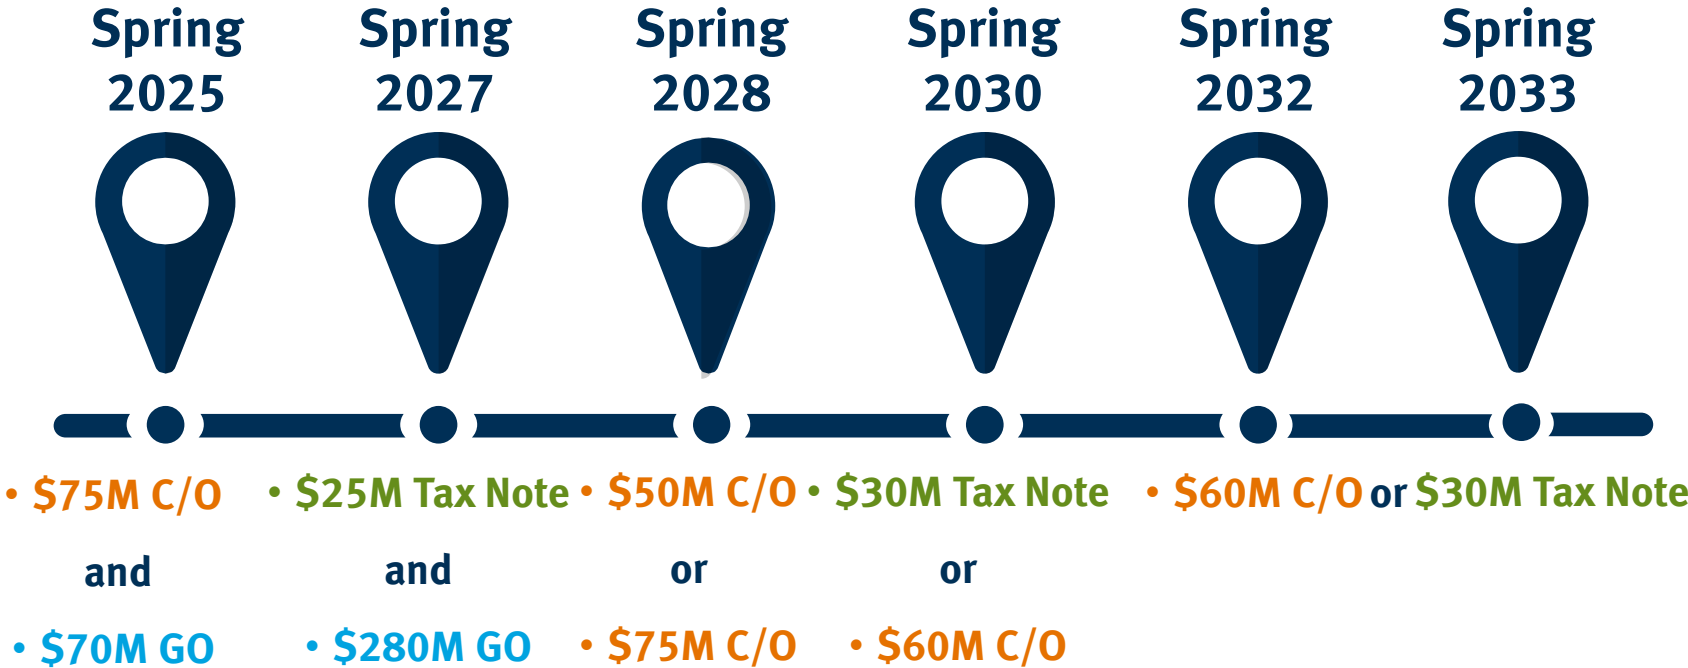 Spring 2025
Spring 2027
Spring 2028
Spring 2030
Spring 2032
Spring 2033
• $75M C/O
and
• $70M GO
• $25M Tax Note
and
• $280M GO
• $50M C/O
or
• $75M C/O
• $30M Tax Note
or
• $60M C/O
• $60M C/O or $30M Tax Note